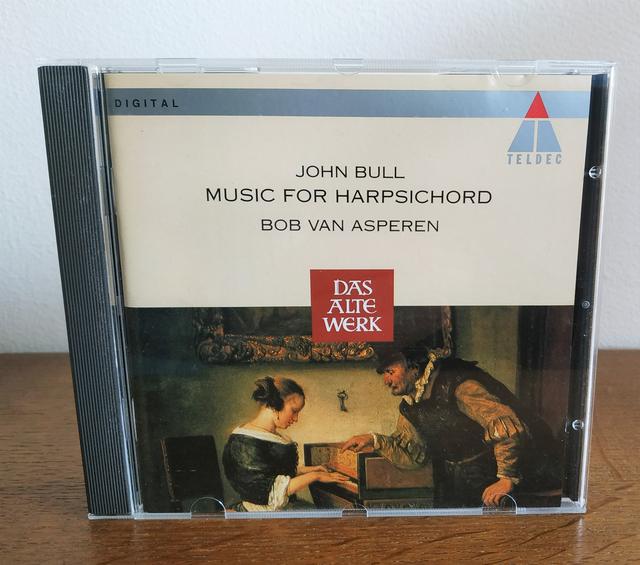 DIGITAL
TELDEC
JOHN BULL
MUSIC FOR HARPSICHORD
BOB VAN ASPEREN
DAS
ALTE
WERK